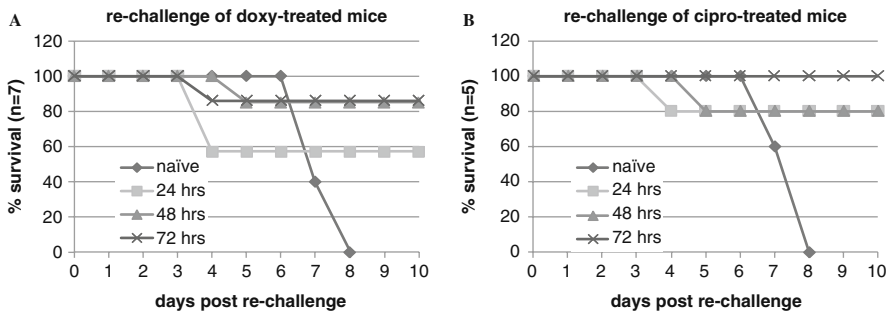 A
re-challenge of doxy-treated mice
% survival (n=7)
120
100
80
60
40
20
0
naïve
24 hrs
48 hrs
72 hrs
0 1 2 3 4 5 6 7 8 9 10
days post re-challenge
B
re-challenge of cipro-treated mice
% survival (n=5)
120
100
80
60
40
20
0
naïve
24 hrs
48 hrs
72 hrs
0 1 2 3 4 5 6 7 8 9 10
days post re-challenge